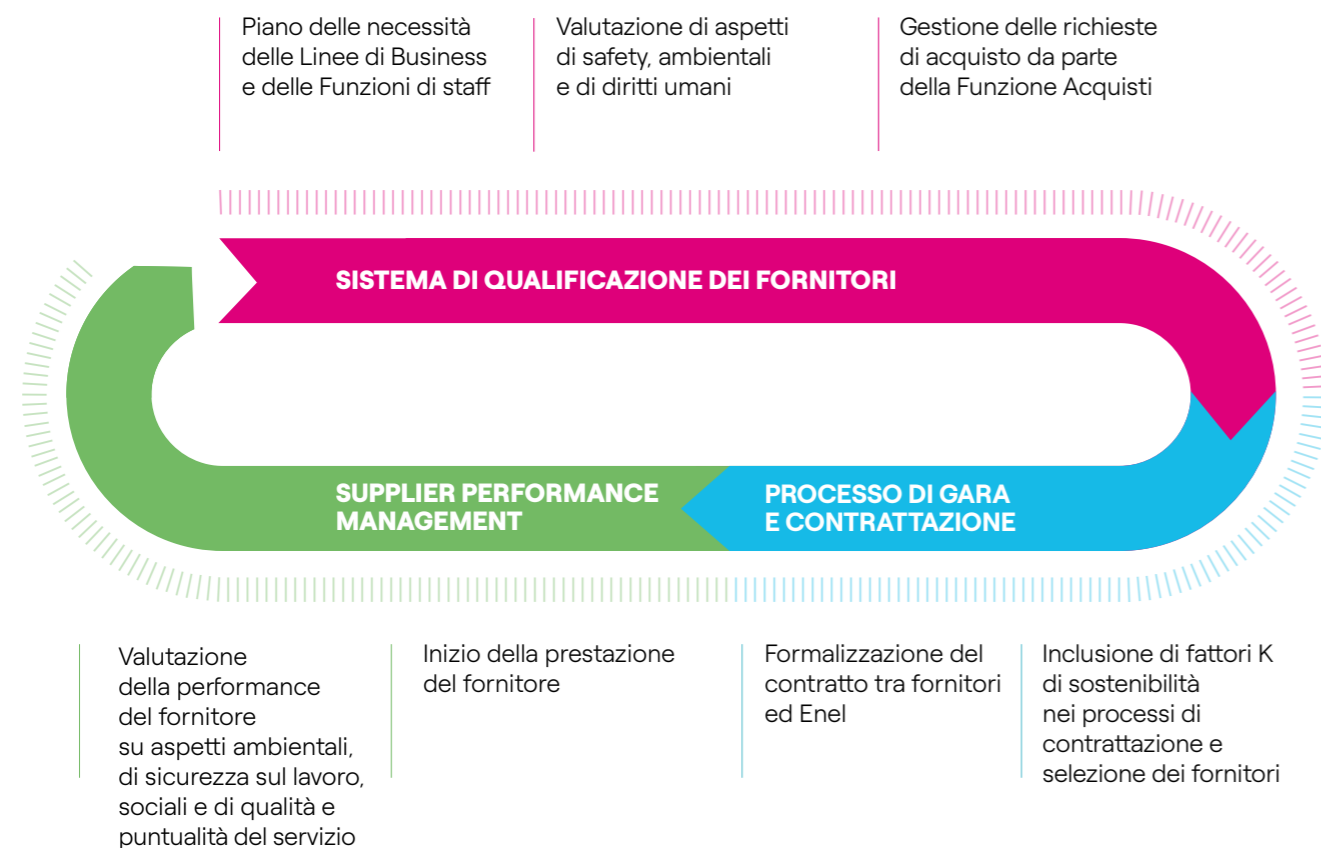 Piano delle necessità
delle Linee di Business
e delle Funzioni di staff
Valutazione di aspetti
di safety, ambientali
e di diritti umani
Gestione delle richieste
di acquisto da parte
della Funzione Acquisti
SISTEMA DI QUALIFICAZIONE DEI FORNITORI
SUPPLIER PERFORMANCE
MANAGEMENT
PROCESSO DI GARA
E CONTRATTAZIONE
Valutazione
della performance
del fornitore
su aspetti ambientali,
di sicurezza sul lavoro,
sociali e di qualità e
puntualità del servizio
Inizio della prestazione
del fornitore
Formalizzazione del
contratto tra fornitori
ed Enel
Inclusione di fattori K
di sostenibilità
nei processi di
contrattazione e
selezione dei fornitori